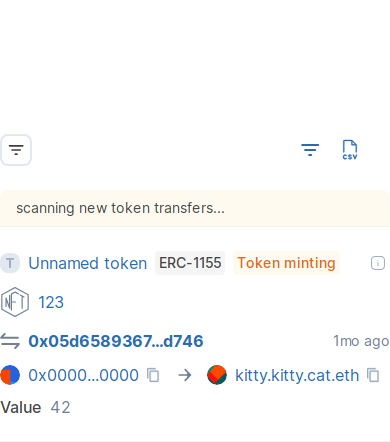 CSV
scanning new token transfers...
T Unnamed token ERC-1155 Token minting
NFT 123
0x05d6589367...d746 1mo ago
0x0000...0000 → kitty.kitty.cat.eth
Value 42